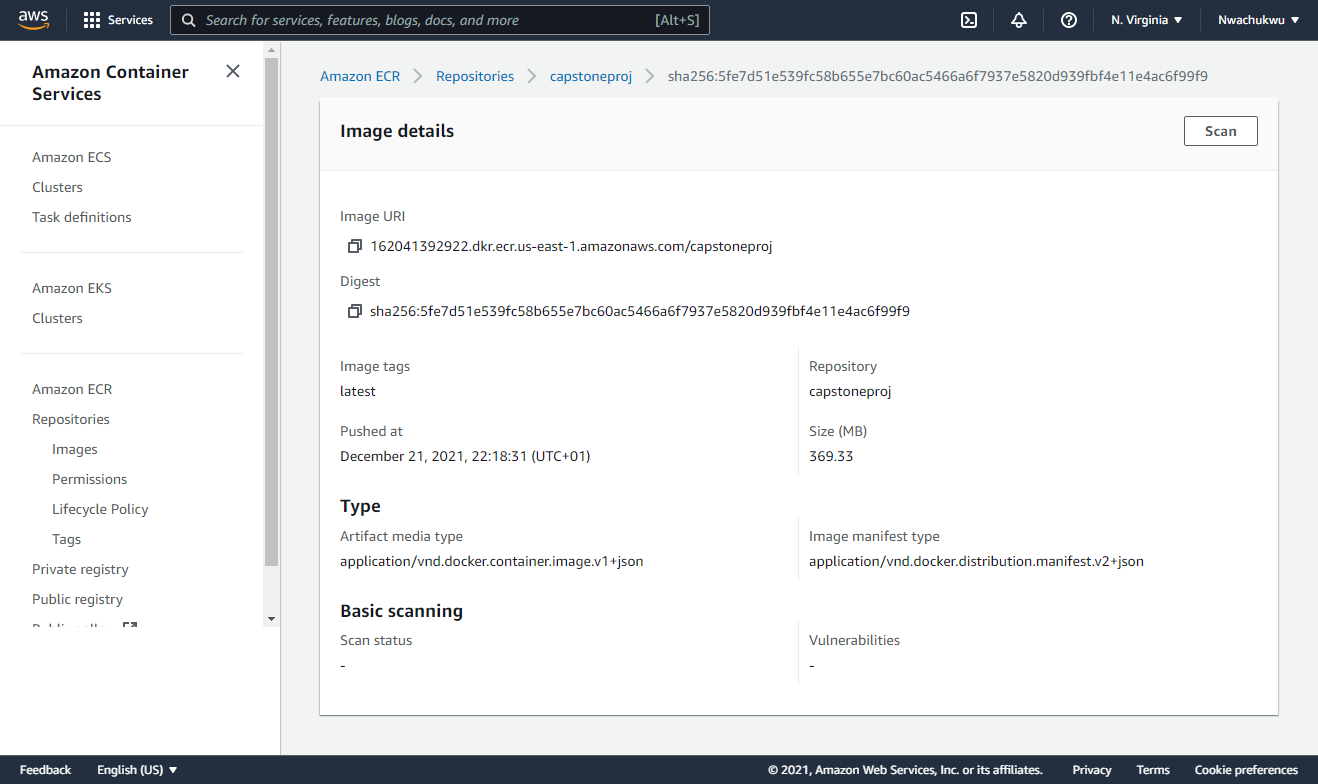 aws
Services
Search for services, features, blogs, docs, and more
[Alt+S]
N. Virginia
Nwachukwu
Amazon Container
Services
Amazon ECS
Clusters
Task definitions
Amazon EKS
Clusters
Amazon ECR
Repositories
Images
Permissions
Lifecycle Policy
Tags
Private registry
Public registry
Amazon ECR
Repositories
capstoneproj
sha256:5fe7d51e539fc58b655e7bc60ac5466a6f7937e5820d939fbf4e11e4ac6f99f9
Image details
Scan
Image URI
162041392922.dkr.ecr.us-east-1.amazonaws.com/capstoneproj
Digest
sha256:5fe7d51e539fc58b655e7bc60ac5466a6f7937e5820d939fbf4e11e4ac6f99f9
Image tags
latest
Repository
capstoneproj
Pushed at
December 21, 2021, 22:18:31 (UTC+01)
Size (MB)
369.33
Type
Artifact media type
application/vnd.docker.container.image.v1+json
Image manifest type
application/vnd.docker.distribution.manifest.v2+json
Basic scanning
Scan status
-
Vulnerabilities
-
Feedback
English (US)
© 2021, Amazon Web Services, Inc. or its affiliates.
Privacy
Terms
Cookie preferences